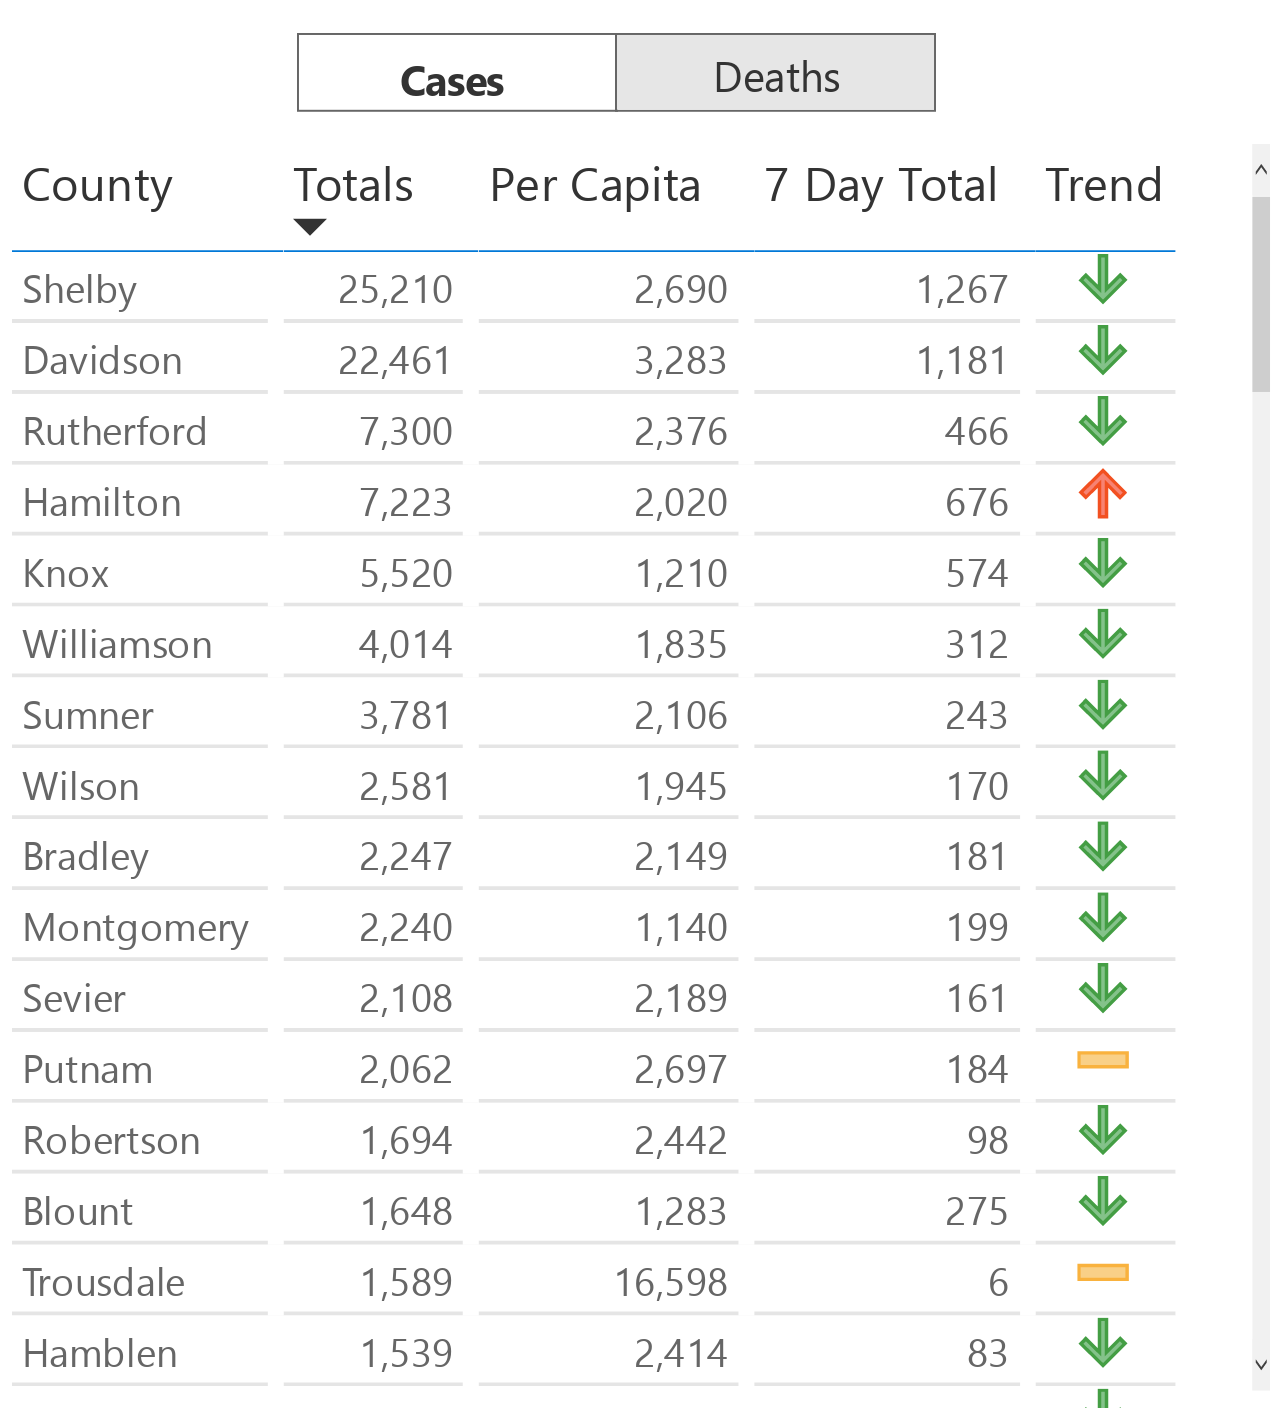 Cases Deaths
County Totals Per Capita 7 Day Total Trend
Shelby 25,210 2,690 1,267
Davidson 22,461 3,283 1,181
Rutherford 7,300 2,376 466
Hamilton 7,223 2,020 676
Knox 5,520 1,210 574
Williamson 4,014 1,835 312
Sumner 3,781 2,106 243
Wilson 2,581 1,945 170
Bradley 2,247 2,149 181
Montgomery 2,240 1,140 199
Sevier 2,108 2,189 161
Putnam 2,062 2,697 184
Robertson 1,694 2,442 98
Blount 1,648 1,283 275
Trousdale 1,589 16,598 6
Hamblen 1,539 2,414 83